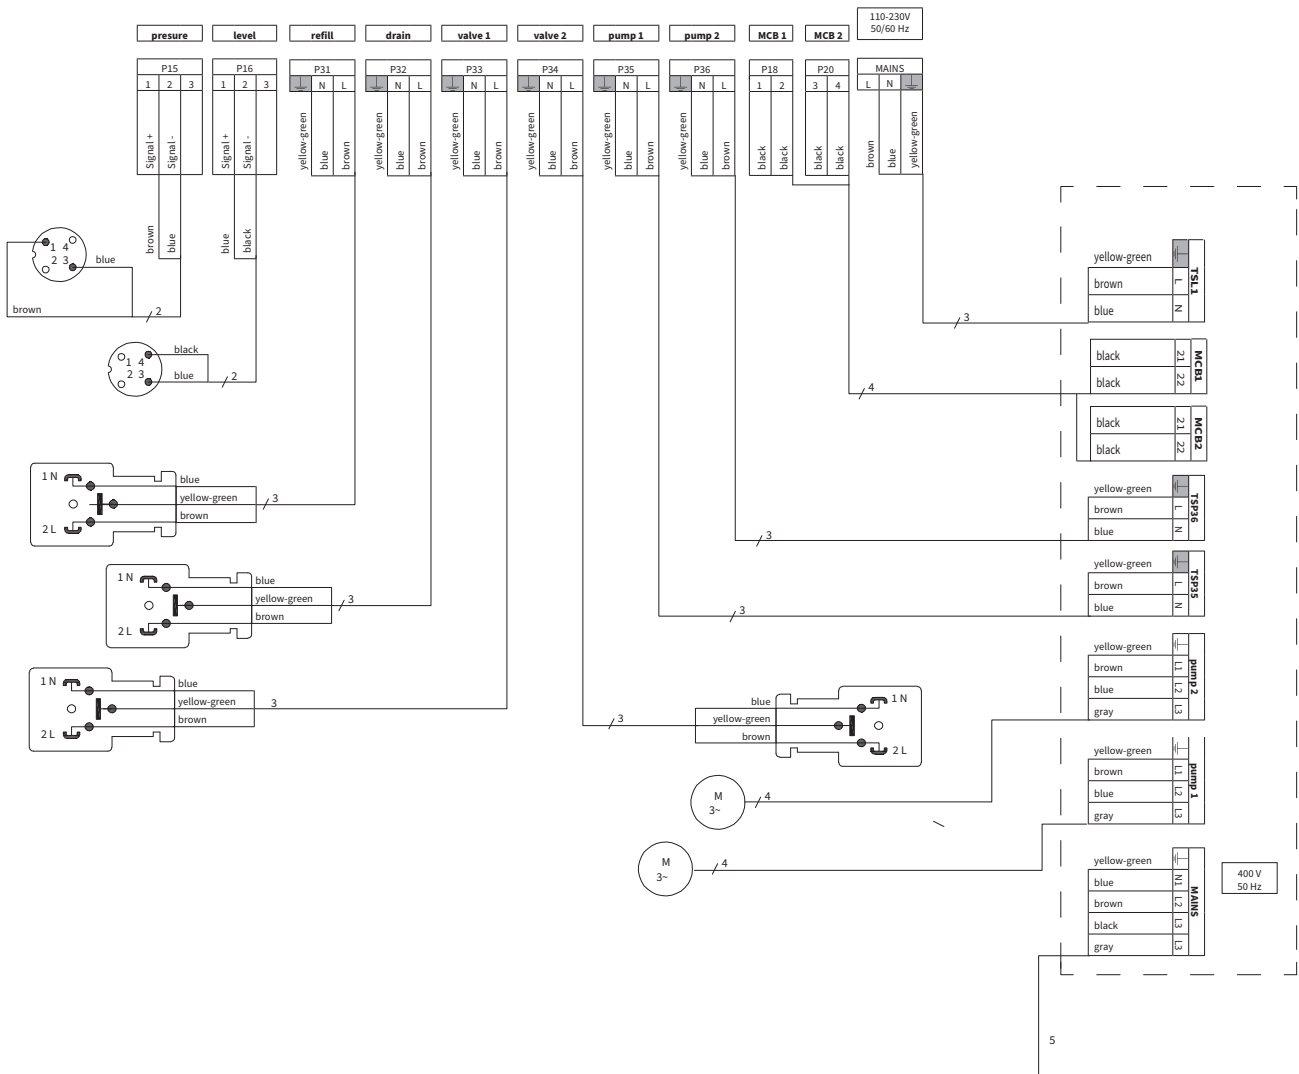 110-230V
50/60 Hz
presure level refill drain valve 1 valve 2 pump 1 pump 2 MCB 1 MCB 2
P15 P16 P31 P32 P33 P34 P35 P36 P18 P20 MAINS
1 2 3 1 2 3 N L N L N L N L N L N L 1 2 3 4 L N
Signal + Signal - Signal + Signal - yellow-green blue brown yellow-green blue brown yellow-green blue brown yellow-green blue brown yellow-green blue brown yellow-green blue brown black black black black brown blue yellow-green
brown blue blue black
1 4
2 3
blue
brown
2
1 4
2 3
black
blue
2
1 N
2 L
blue
yellow-green
brown
3
1 N
2 L
blue
yellow-green
brown
3
1 N
2 L
blue
yellow-green
brown
3
3
blue
yellow-green
brown
1 N
2 L
M
3~
4
M
3~
4
3
4
3
3
yellow-green
brown L
blue N
TSL1
black 21
black 22
MCB1
black 21
black 22
MCB2
yellow-green
brown L
blue N
TSP36
yellow-green
brown L
blue N
TSP35
yellow-green
brown L1
blue L2
gray L3
pump 2
yellow-green
brown L1
blue L2
gray L3
pump 1
yellow-green
blue N1
brown L2
black L3
gray L3
MAINS
400 V
50 Hz
5